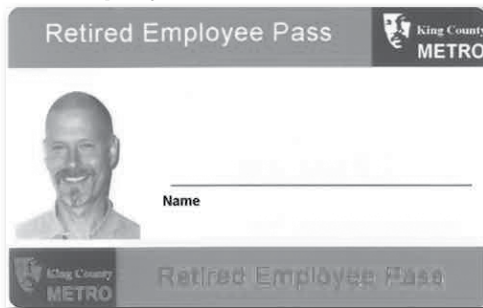 Retired Employee Pass
King County
METRO
Name
King County
METRO
Retired Employee Pass